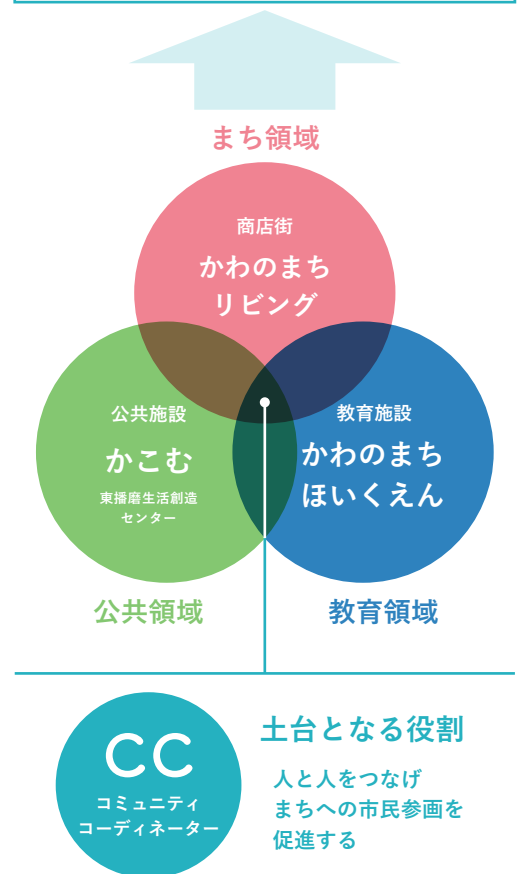 まち領域
商店街
かわのまち
リビング
公共施設
かこむ
東播磨生活創造
センター
教育施設
かわのまち
ほいくえん
公共領域
教育領域
CC
コミュニティ
コーディネーター
土台となる役割
人と人をつなげ
まちへの市民参画を
促進する